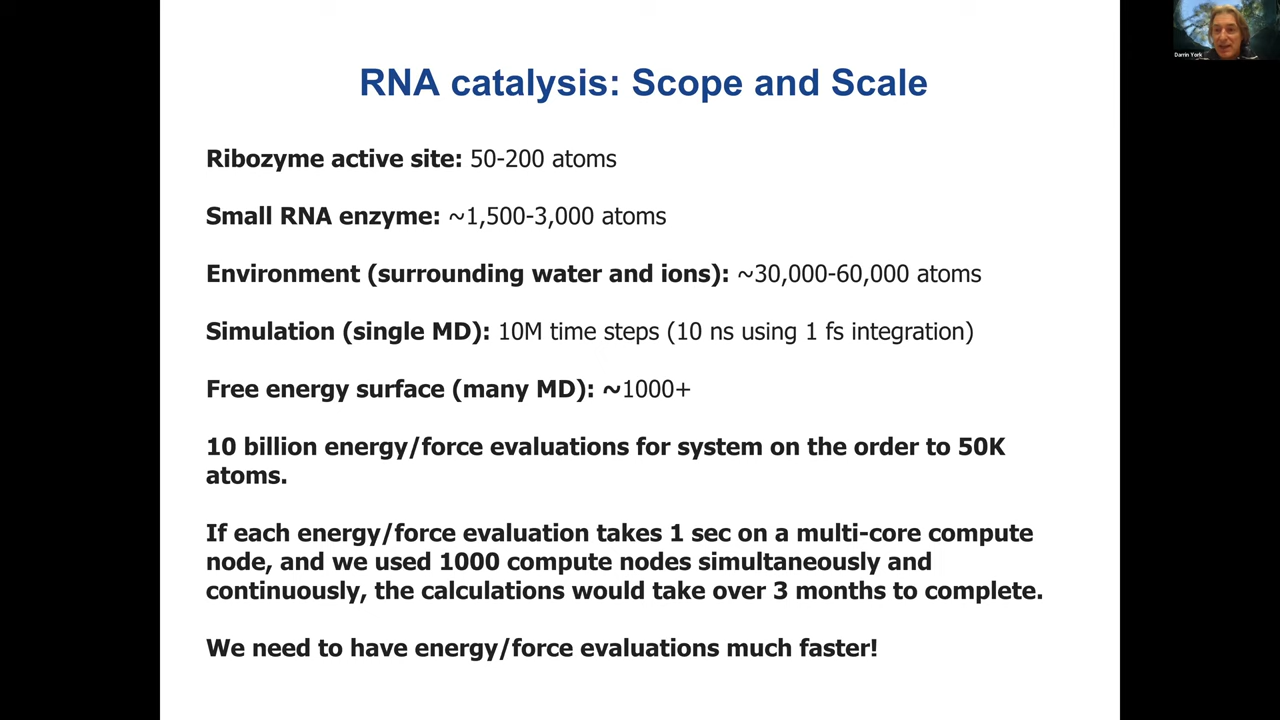 RNA catalysis: Scope and Scale
Ribozyme active site: 50-200 atoms
Small RNA enzyme: ~1,500-3,000 atoms
Environment (surrounding water and ions): ~30,000-60,000 atoms
Simulation (single MD): 10M time steps (10 ns using 1 fs integration)
Free energy surface (many MD): ~1000+
10 billion energy/force evaluations for system on the order to 50K
atoms.
If each energy/force evaluation takes 1 sec on a multi-core compute
node, and we used 1000 compute nodes simultaneously and
continuously, the calculations would take over 3 months to complete.
We need to have energy/force evaluations much faster!
Darrin York